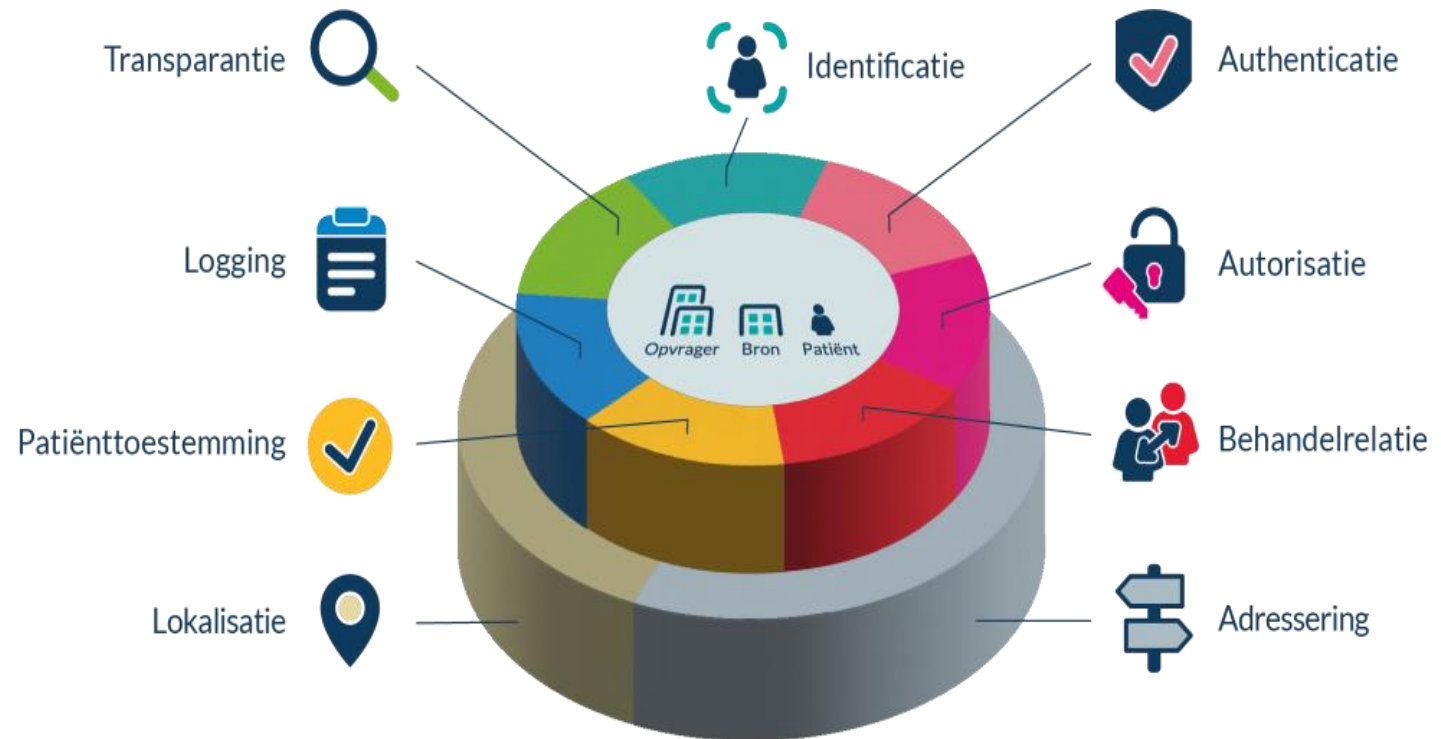 Transparantie
Identificatie
Authenticatie
Logging
Autorisatie
Opvrager
Bron
Patiënt
Patiënttoestemming
Behandelrelatie
Lokalisatie
Adressering